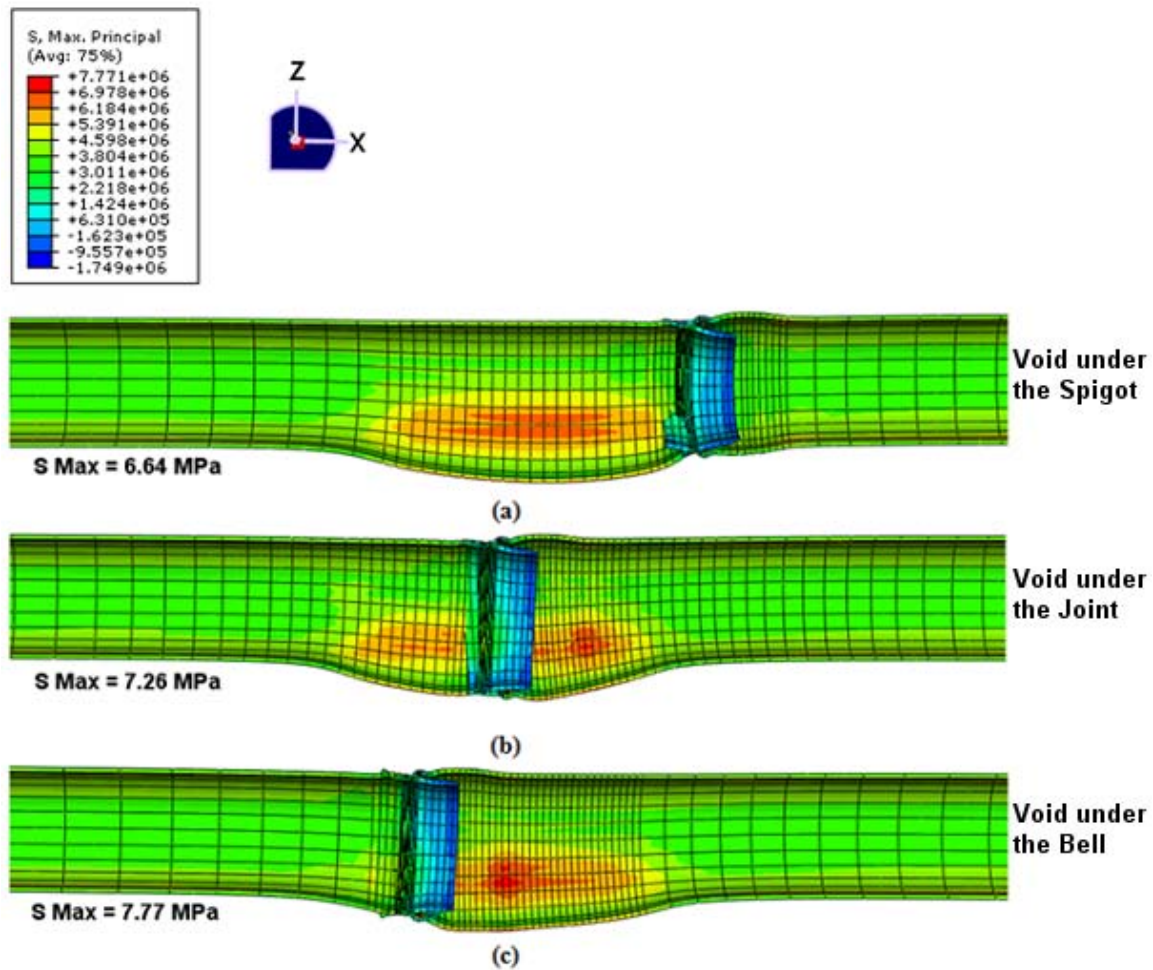 S, Max. Principal
(Avg: 75%)
+7.771e+06
+6.978e+06
+6.184e+06
+5.391e+06
+4.598e+06
+3.804e+06
+3.011e+06
+2.218e+06
+1.424e+06
+6.310e+05
-1.623e+05
-9.557e+05
-1.749e+06
Z
X
Void under
the Spigot
S Max = 6.64 MPa
(a)
Void under
the Joint
S Max = 7.26 MPa
(b)
Void under
the Bell
S Max = 7.77 MPa
(c)